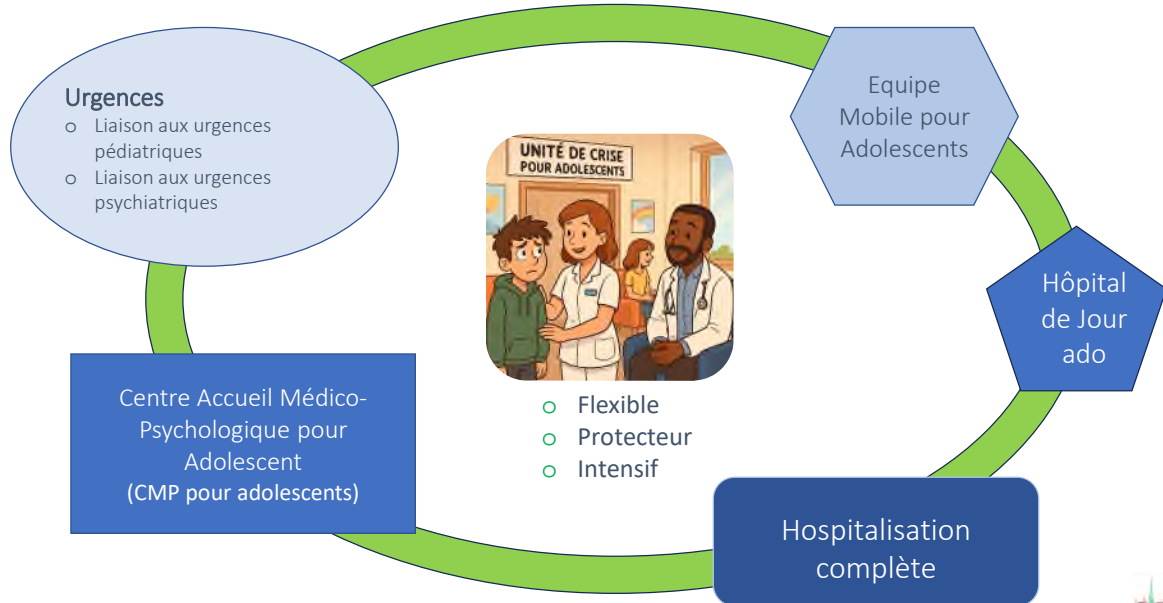 Urgences
o Liaison aux urgences
pédiatriques
o Liaison aux urgences
psychiatriques
Equipe
Mobile pour
Adolescents
UNITÉ DE CRISE
POUR ADOLESCENTS
Hôpital
de Jour
ado
Centre Accueil Médico-
Psychologique pour
Adolescent
(CMP pour adolescents)
o Flexible
o Protecteur
o Intensif
Hospitalisation
complète